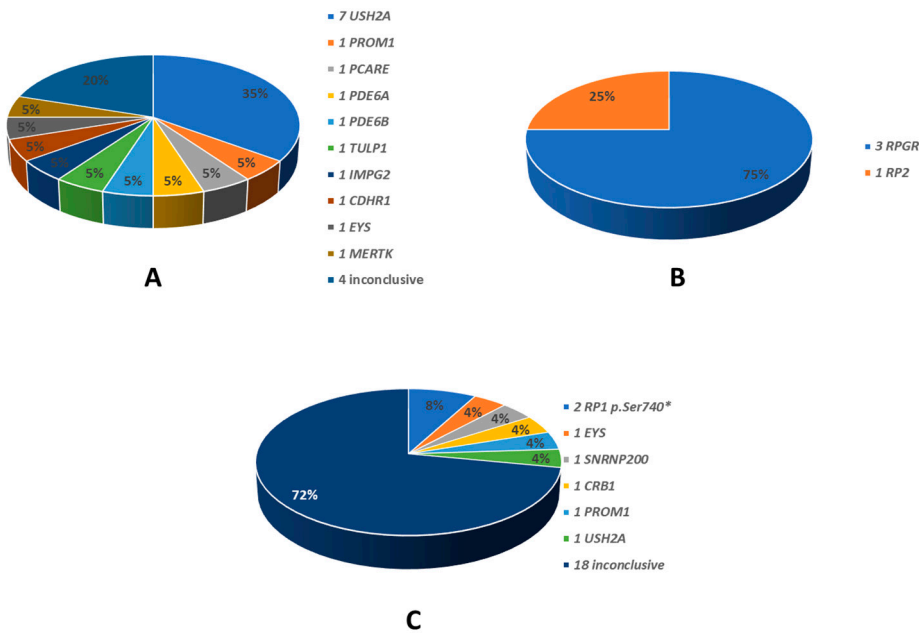 7 USH2A
1 PROM1
1 PCARE
1 PDE6A
1 PDE6B
1 TULP1
1 IMPG2
1 CDHR1
1 EYS
1 MERTK
4 inconclusive
20%
35%
5%
5%
5%
5%
5%
5%
5%
5%
5%
A
25%
75%
3 RPGR
1 RP2
B
8%
4%
4%
4%
4%
4%
72%
2 RP1 p.Ser740*
1 EYS
1 SNRNP200
1 CRB1
1 PROM1
1 USH2A
18 inconclusive
C